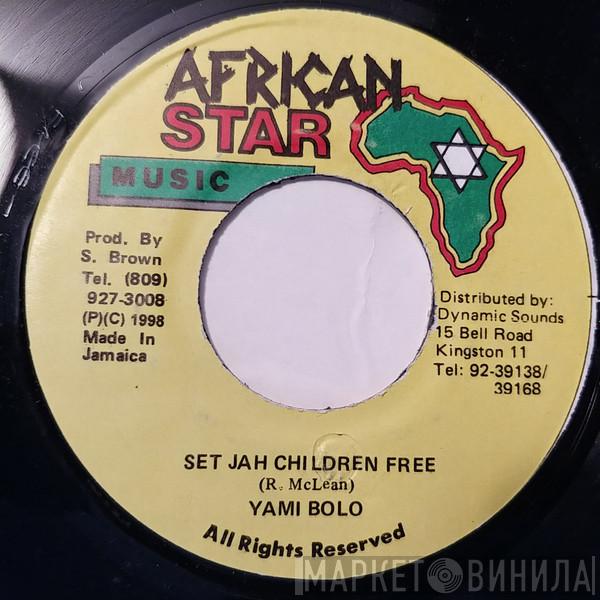 AFRICAN
STAR
MUSIC
Prod. By
S. Brown
Tel. (809)
927-3008
(P)(C) 1998
Made In
Jamaica
Distributed by:
Dynamic Sounds
15 Bell Road
Kingston 11
Tel: 92-39138/
39168
SET JAH CHILDREN FREE
(R. McLean)
YAMI BOLO
All Rights Reserved
МАРКЕТ ВИНИЛА